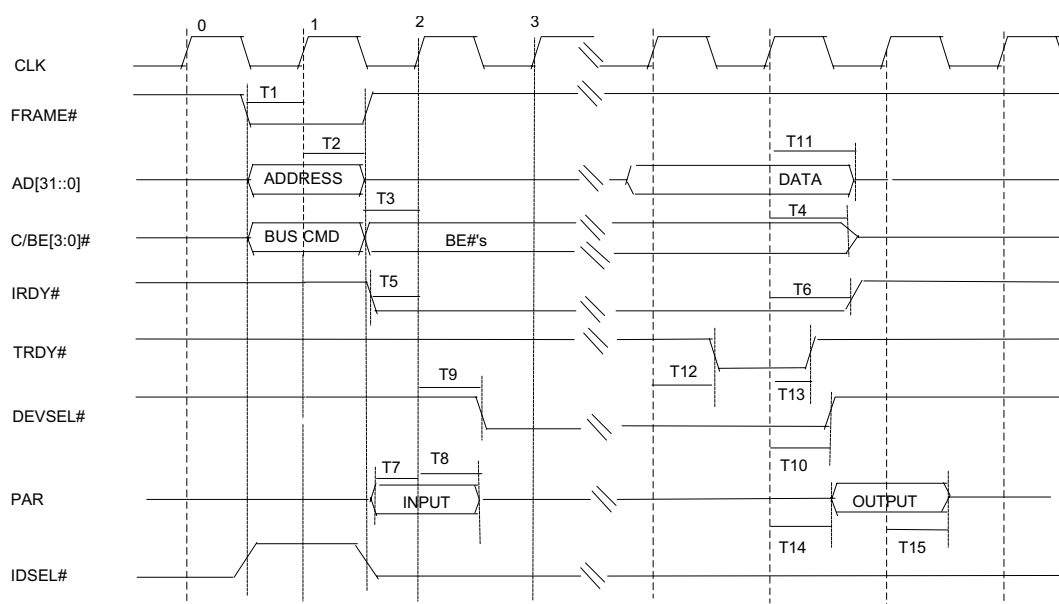 0 1 2 3
CLK
T1
FRAME#
T2 T11
AD[31::0] ADDRESS DATA
T3 T4
C/BE[3:0]# BUS CMD BE#'s
T5 T6
IRDY#
TRDY#
T9 T12 T13
DEVSEL#
T7 T8 T10
PAR INPUT OUTPUT
T14 T15
IDSEL#